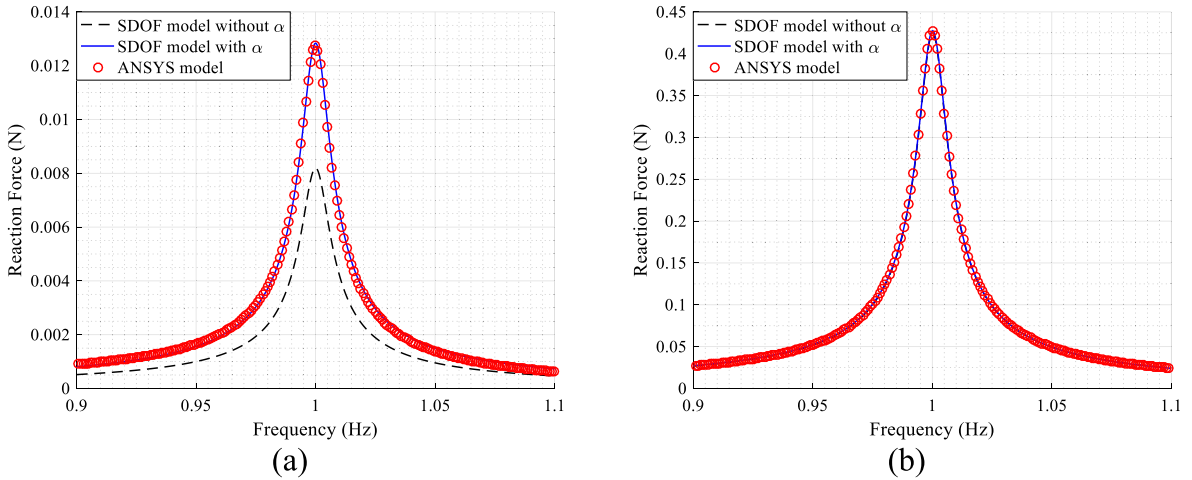 SDOF model without α
SDOF model with α
ANSYS model
0.014
0.012
0.01
0.008
0.006
0.004
0.002
0
Reaction Force (N)
0.9
0.95
1
1.05
1.1
Frequency (Hz)
(a)
SDOF model without α
SDOF model with α
ANSYS model
0.45
0.4
0.35
0.3
0.25
0.2
0.15
0.1
0.05
0
Reaction Force (N)
0.9
0.95
1
1.05
1.1
Frequency (Hz)
(b)